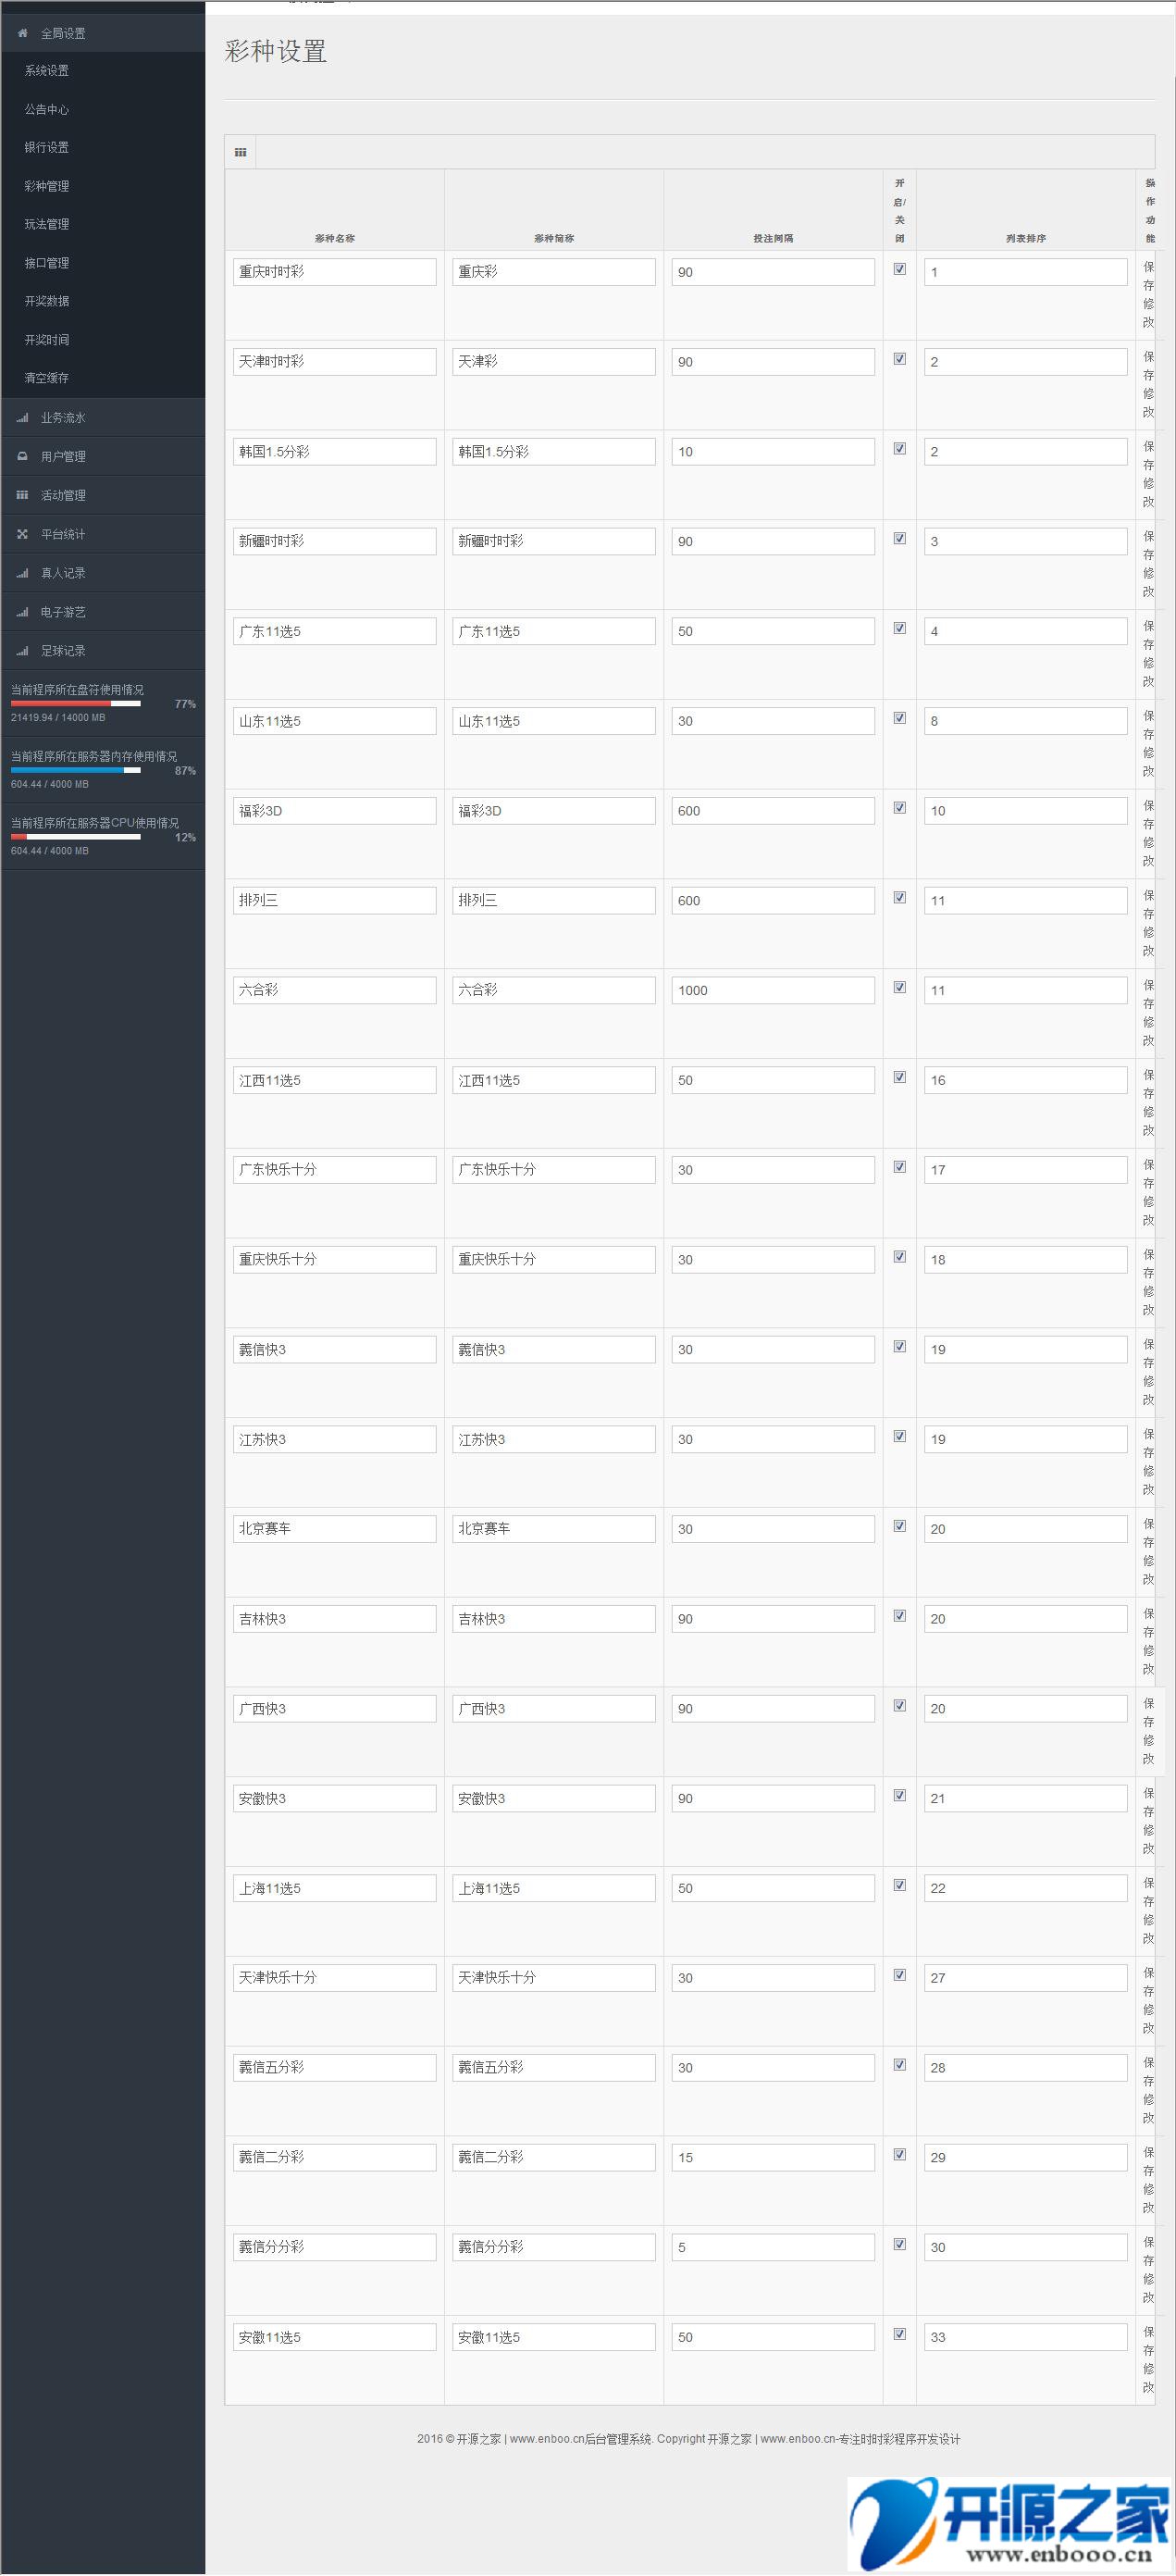 全局设置
系统设置
公告中心
银行设置
彩种管理
玩法管理
接口管理
开奖数据
开奖时间
清空缓存
业务流水
用户管理
活动管理
平台统计
真人记录
电子游艺
足球记录
当前程序所在盘符使用情况
77%
21419.94 / 14000 MB
当前程序所在服务器内存使用情况
87%
604.44 / 4000 MB
当前程序所在服务器CPU使用情况
12%
604.44 / 4000 MB
彩种设置
彩种名称 彩种简称 投注间隔 开启/关闭 列表排序 操作功能
重庆时时彩 重庆彩 90 1 保存修改
天津时时彩 天津彩 90 2 保存修改
韩国1.5分彩 韩国1.5分彩 10 2 保存修改
新疆时时彩 新疆时时彩 90 3 保存修改
广东11选5 广东11选5 50 4 保存修改
山东11选5 山东11选5 30 8 保存修改
福彩3D 福彩3D 600 10 保存修改
排列三 排列三 600 11 保存修改
六合彩 六合彩 1000 11 保存修改
江西11选5 江西11选5 50 16 保存修改
广东快乐十分 广东快乐十分 30 17 保存修改
重庆快乐十分 重庆快乐十分 30 18 保存修改
義信快3 義信快3 30 19 保存修改
江苏快3 江苏快3 30 19 保存修改
北京赛车 北京赛车 30 20 保存修改
吉林快3 吉林快3 90 20 保存修改
广西快3 广西快3 90 20 保存修改
安徽快3 安徽快3 90 21 保存修改
上海11选5 上海11选5 50 22 保存修改
天津快乐十分 天津快乐十分 30 27 保存修改
義信五分彩 義信五分彩 30 28 保存修改
義信二分彩 義信二分彩 15 29 保存修改
義信分分彩 義信分分彩 5 30 保存修改
安徽11选5 安徽11选5 50 33 保存修改
2016 © 开源之家 | www.enboo.cn后台管理系统. Copyright 开源之家 | www.enboo.cn-专注时时彩程序开发设计
开源之家
www.enbooo.cn